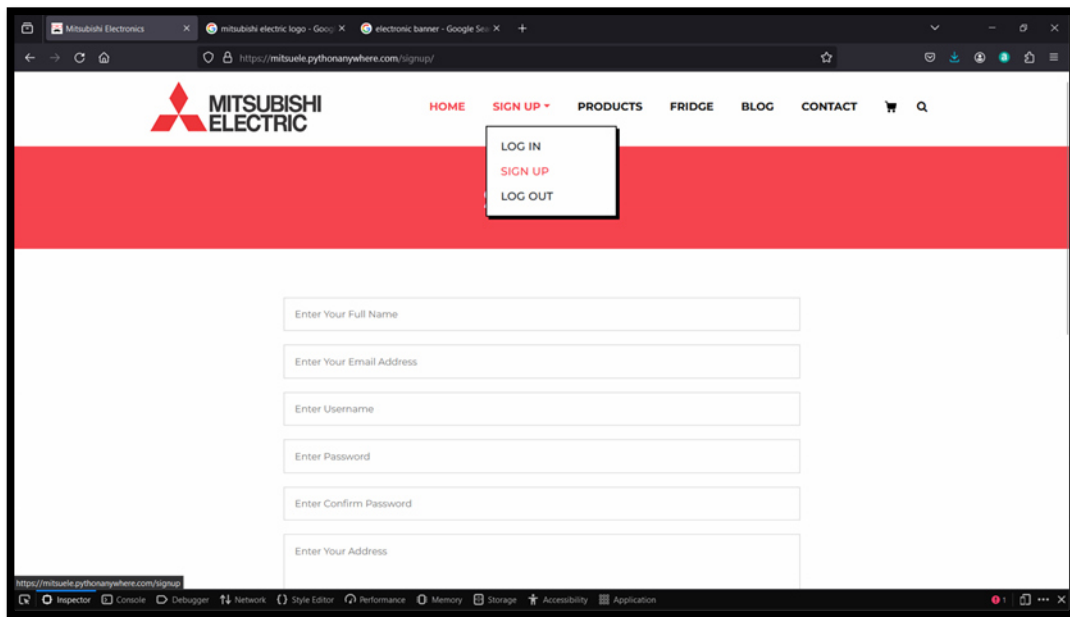 Mitsubishi Electronics
mitsubishi electric logo - Goog
electronic banner - Google Sea
https://mitsuele.pythonanywhere.com/signup/
MITSUBISHI
ELECTRIC
HOME SIGN UP PRODUCTS FRIDGE BLOG CONTACT
LOG IN
SIGN UP
LOG OUT
Enter Your Full Name
Enter Your Email Address
Enter Username
Enter Password
Enter Confirm Password
Enter Your Address
https://mitsuele.pythonanywhere.com/signup
Inspector Console Debugger Network Style Editor Performance Memory Storage Accessibility Application 1